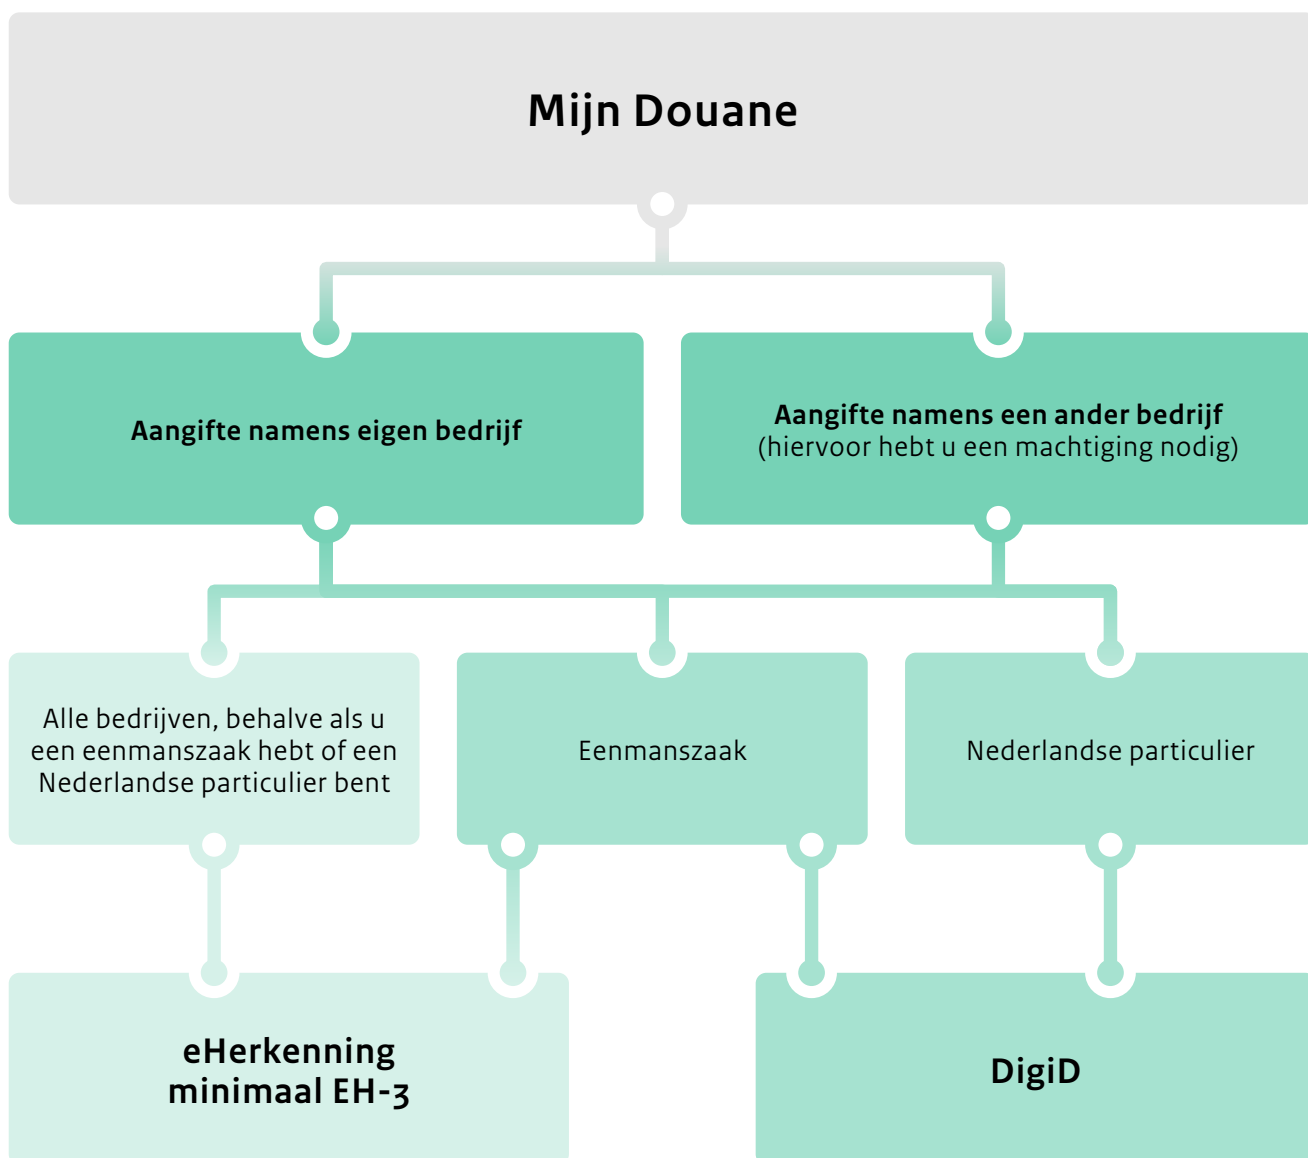 Mijn Douane
Aangifte namens eigen bedrijf
Aangifte namens een ander bedrijf
(hiervoor hebt u een machtiging nodig)
Alle bedrijven, behalve als u
een eenmanszaak hebt of een
Nederlandse particulier bent
Eenmanszaak
Nederlandse particulier
eHerkenning
minimaal EH-3
DigiD